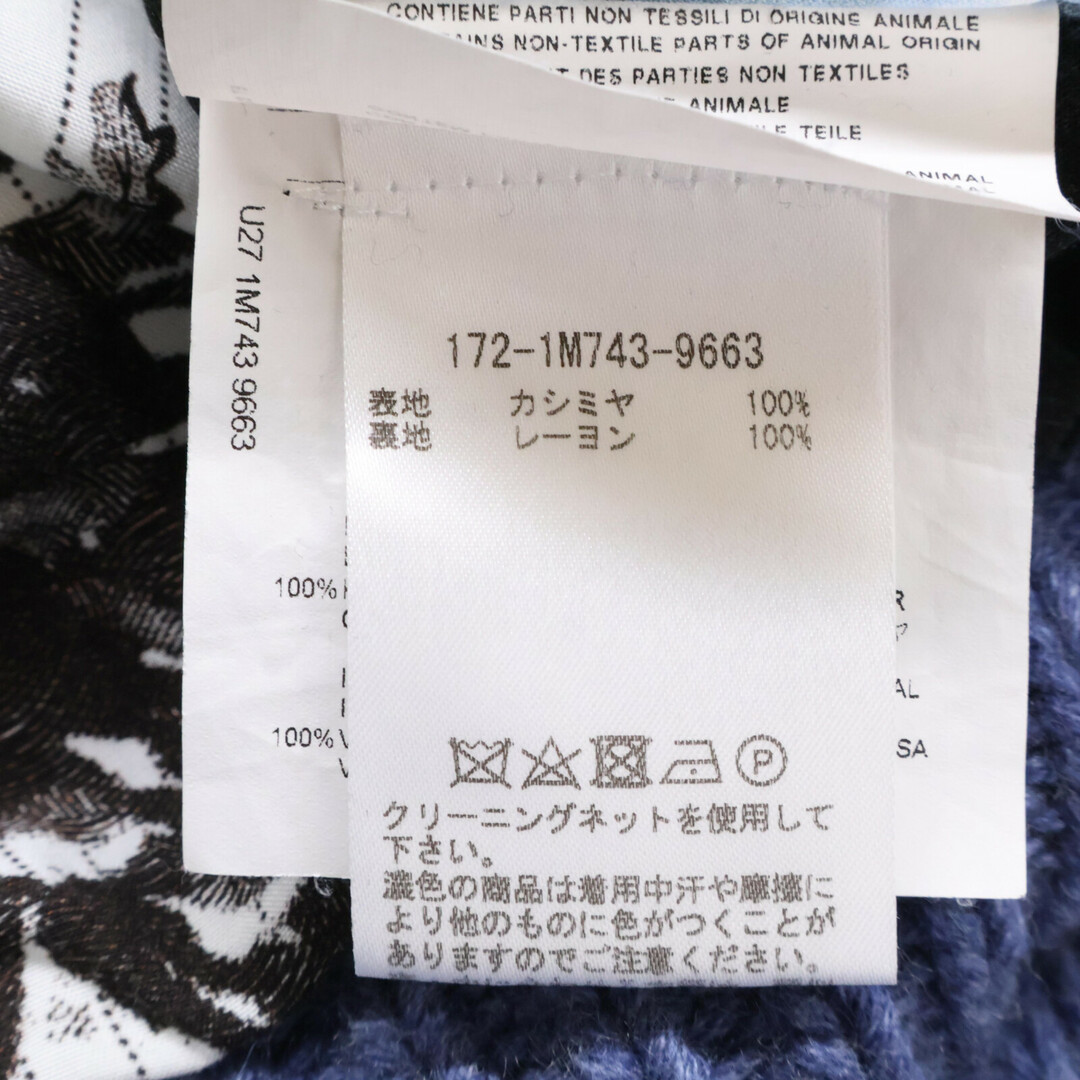 CONTIENE PARTI NON TESSILI DI ORIGINE ANIMALE
NON-TEXTILE PARTS OF ANIMAL ORIGIN
DES PARTIES NON TEXTILES
ANIMALE
TEILE
ANIMAL
U27 1M743 9663
172-1M743-9663
表地 カシミヤ 100%
裏地 レーヨン 100%
100%
100%
P
クリーニングネットを使用して
下さい。
濃色の商品は着用中汗や摩擦に
より他のものに色がつくことが
ありますのでご注意ください。